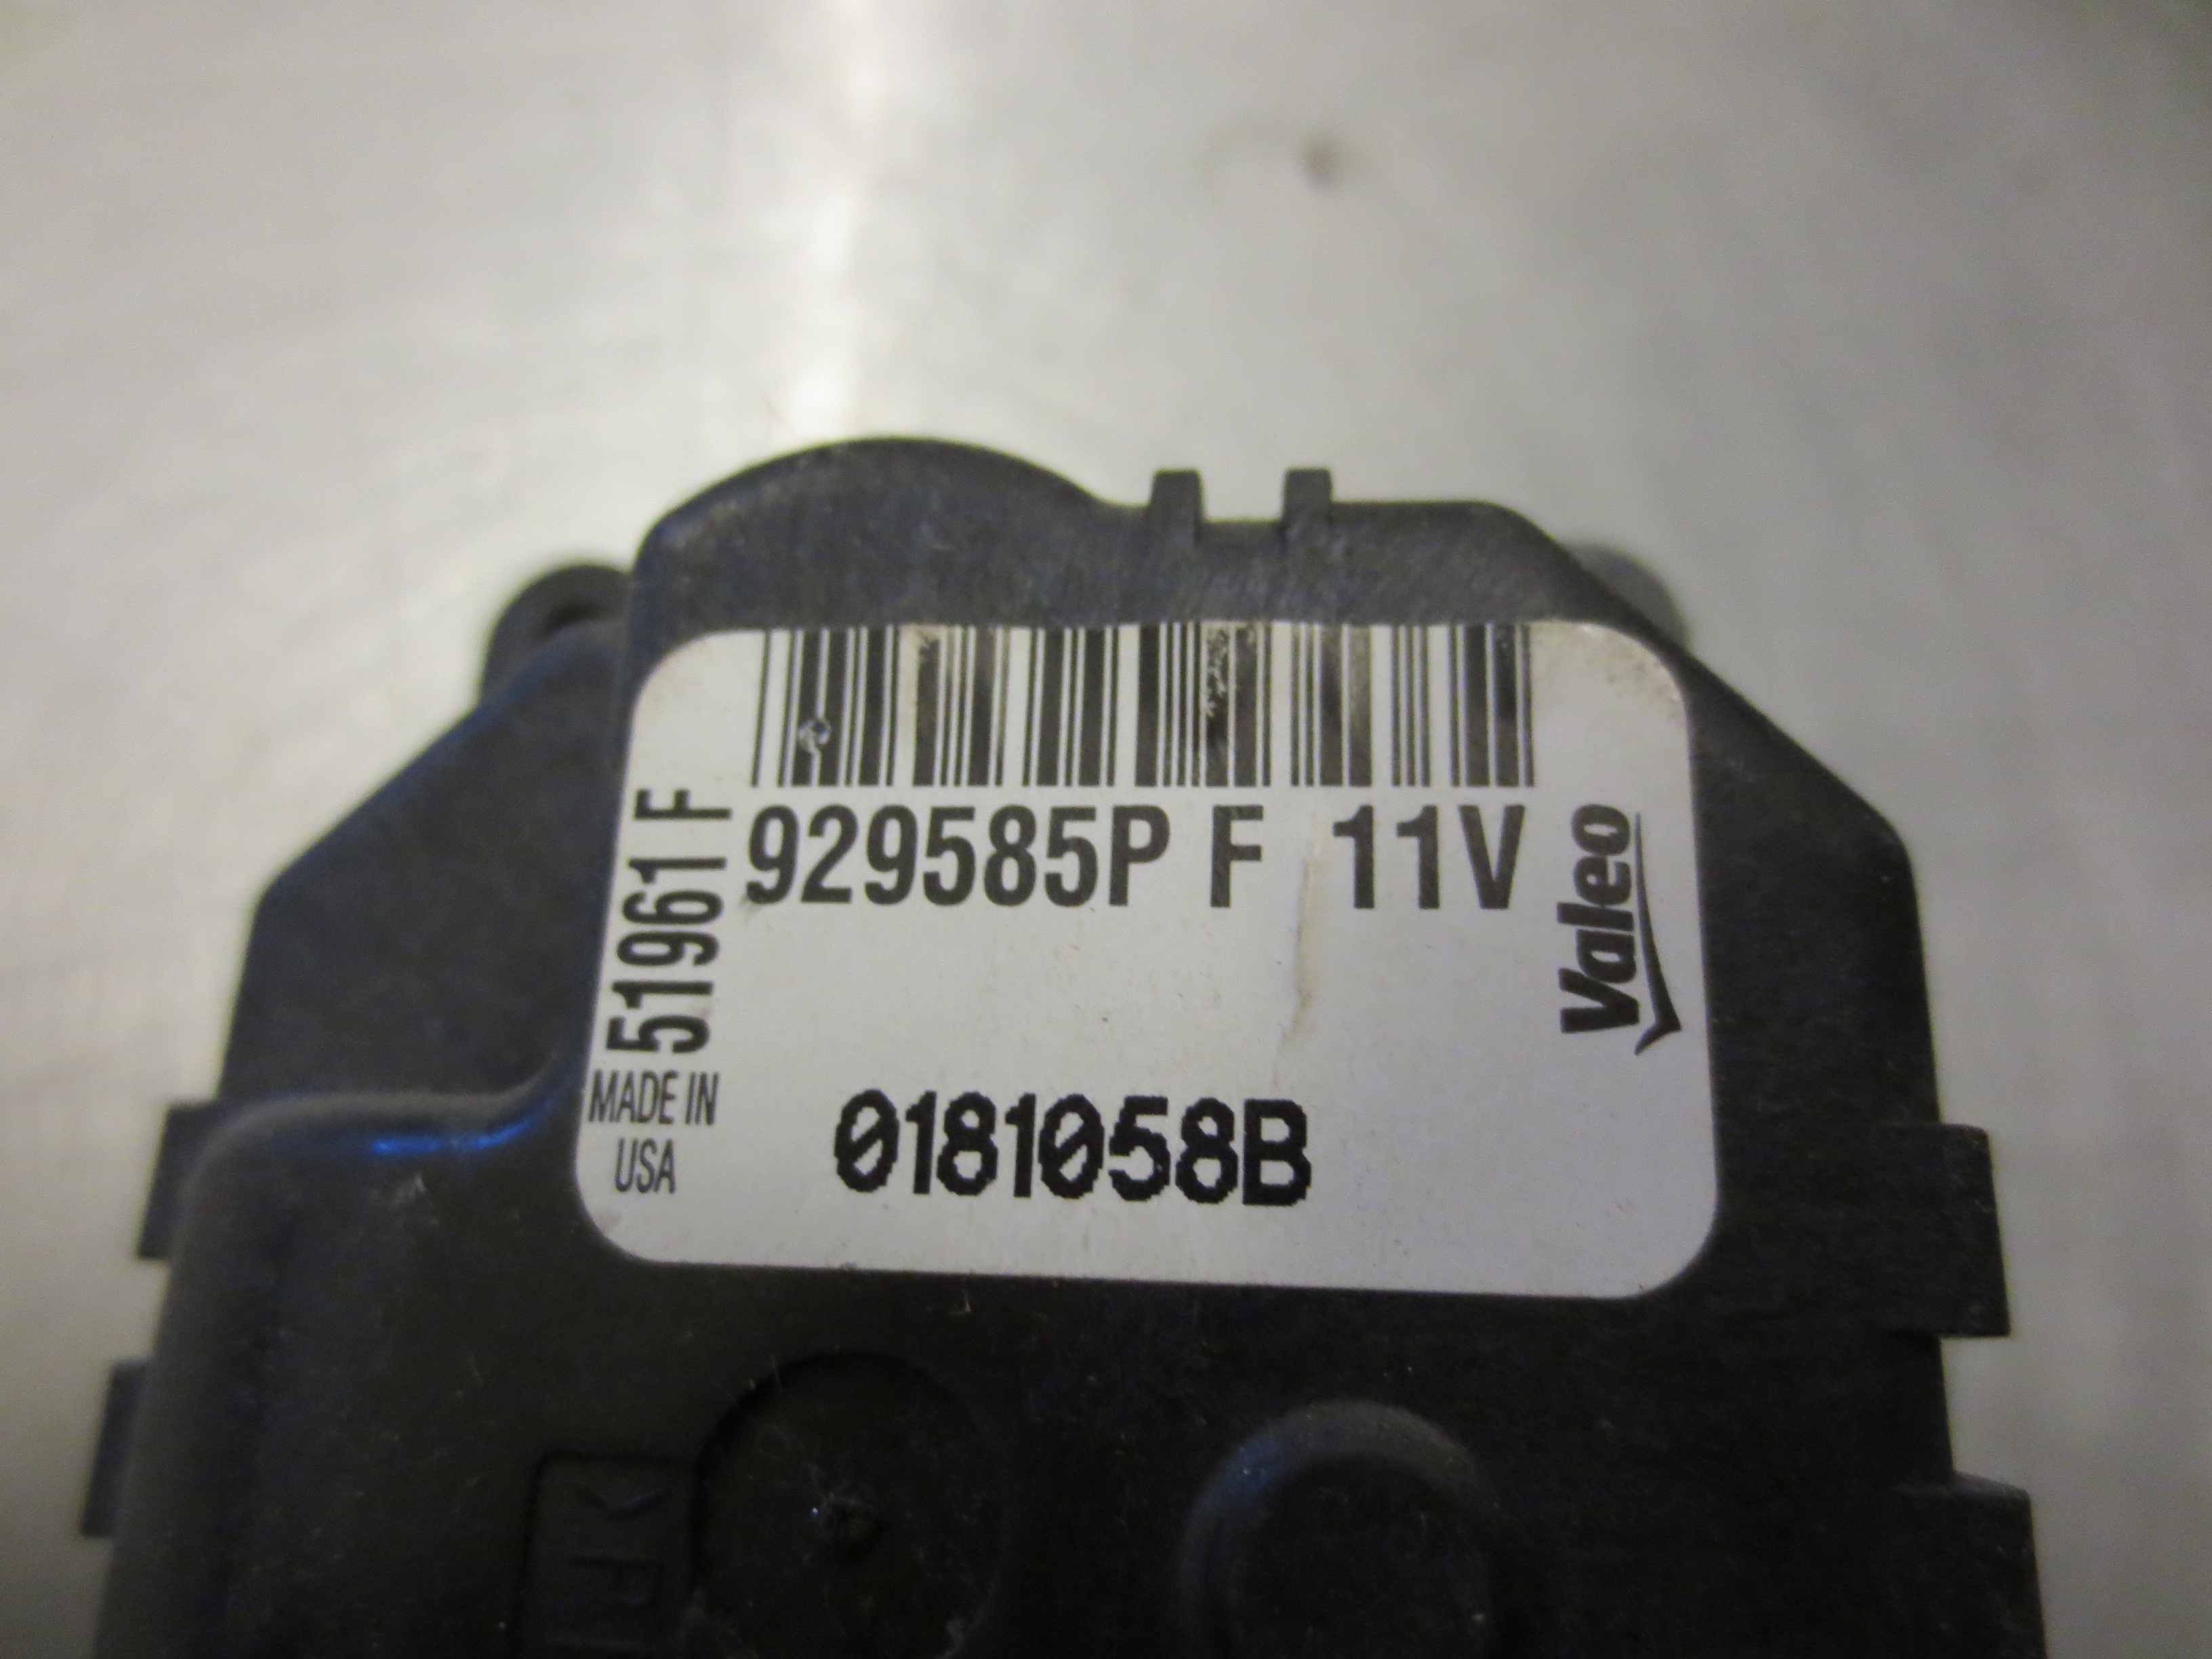 929585P F 11V
51961 F
MADE IN
USA
Valeo
0181058B